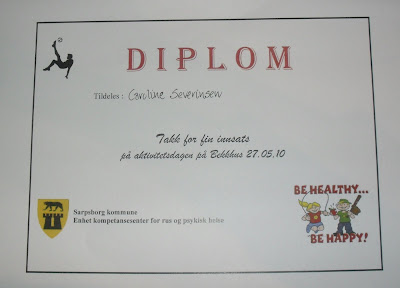 DIPLOM
Tildeles : Caroline Severinsen
Takk for fin innsats
på aktivitetsdagen på Bekkhus 27.05.10
Sarpsborg kommune
Enhet kompetansesenter for rus og psykisk helse
BE HEALTHY...
BE HAPPY!